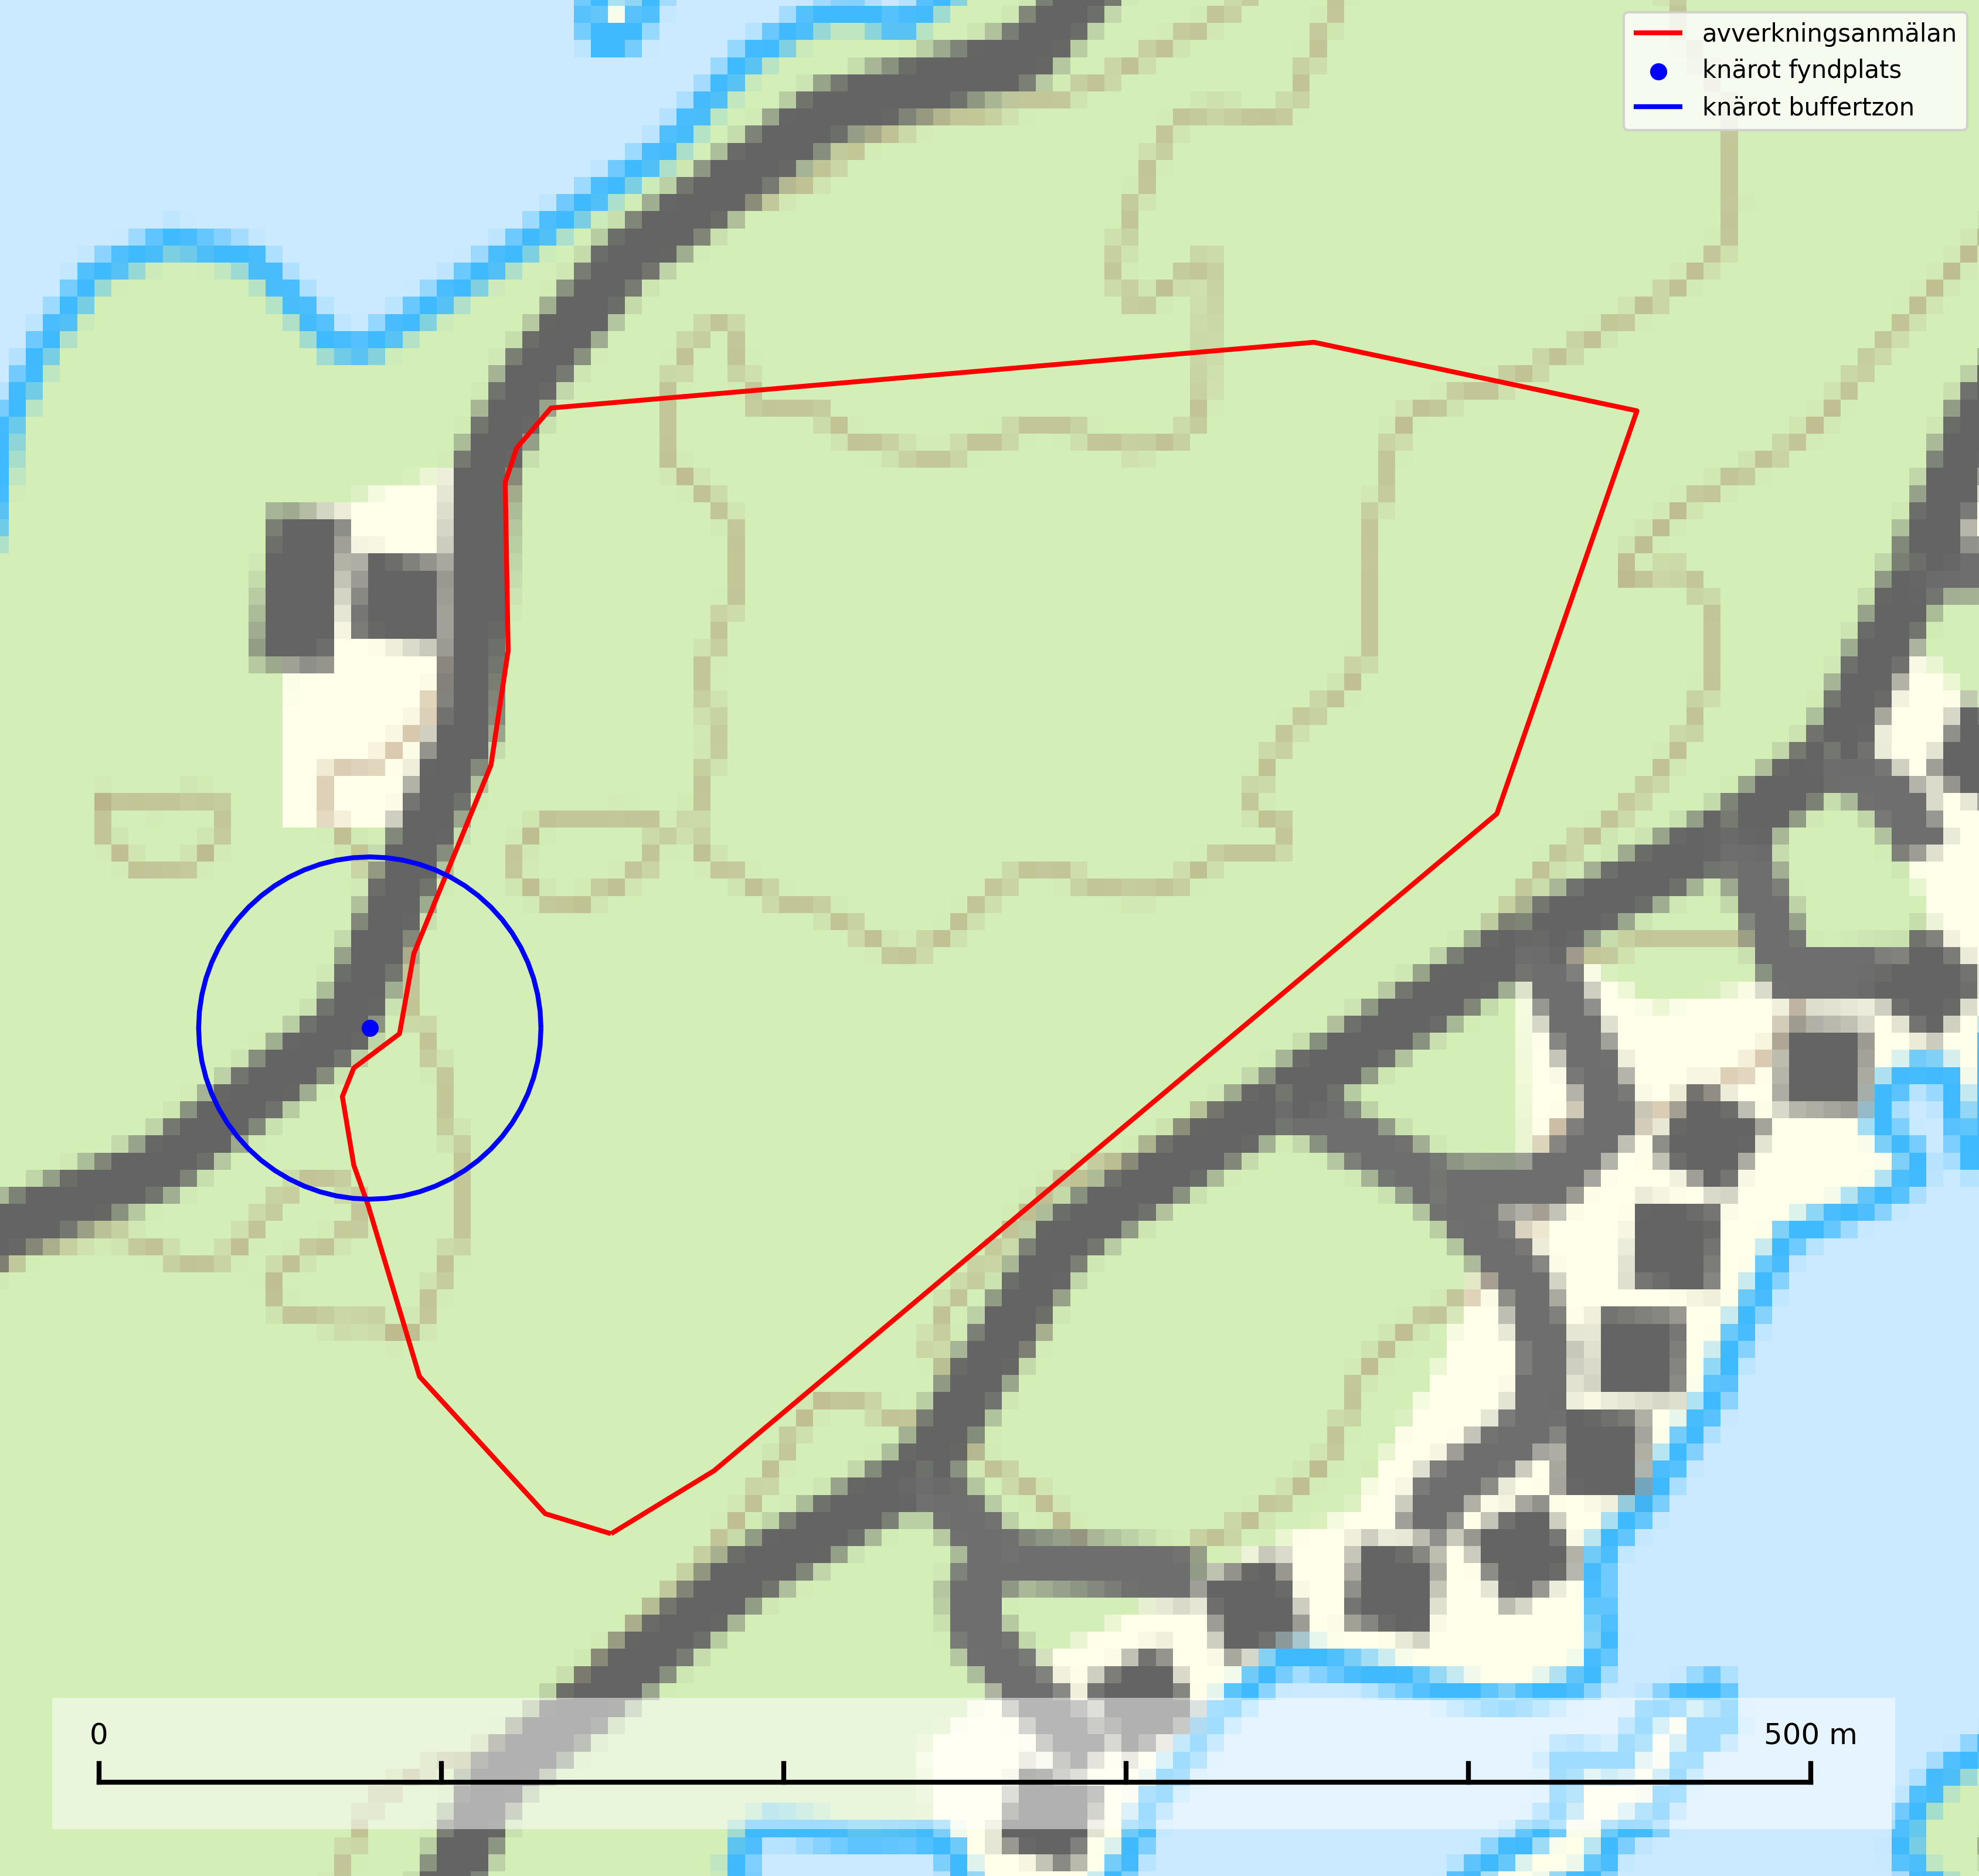 avverkningsanmälan
knärot fyndplats
knärot buffertzon
0 500 m